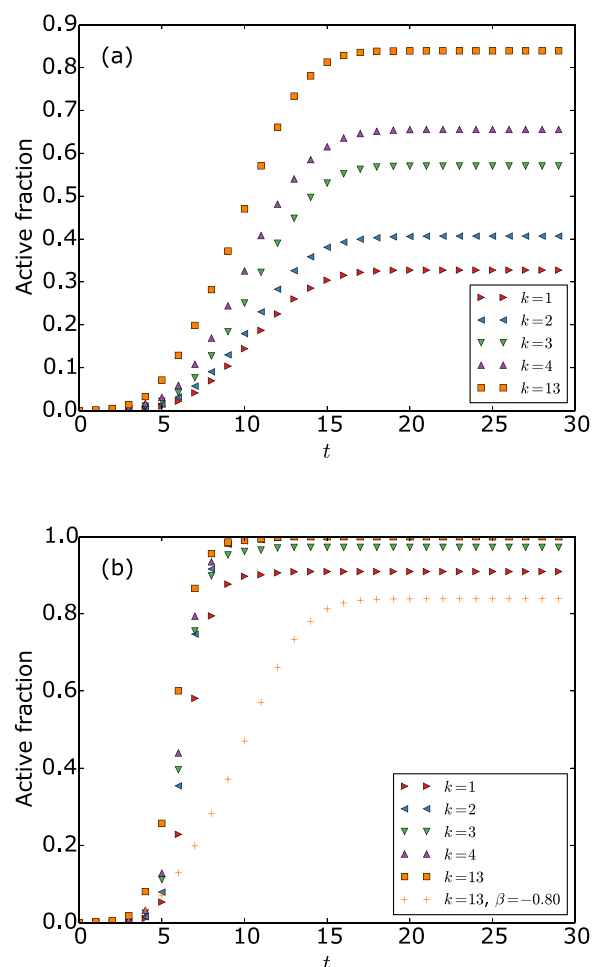 0.9
0.8
0.7
0.6
0.5
0.4
0.3
0.2
0.1
0.0
Active fraction
(a)
k=1
k=2
k=3
k=4
k=13
0 5 10 15 20 25 30
t
1.0
0.8
0.6
0.4
0.2
0.0
Active fraction
(b)
k=1
k=2
k=3
k=4
k=13
k=13, β=−0.80
0 5 10 15 20 25 30
t